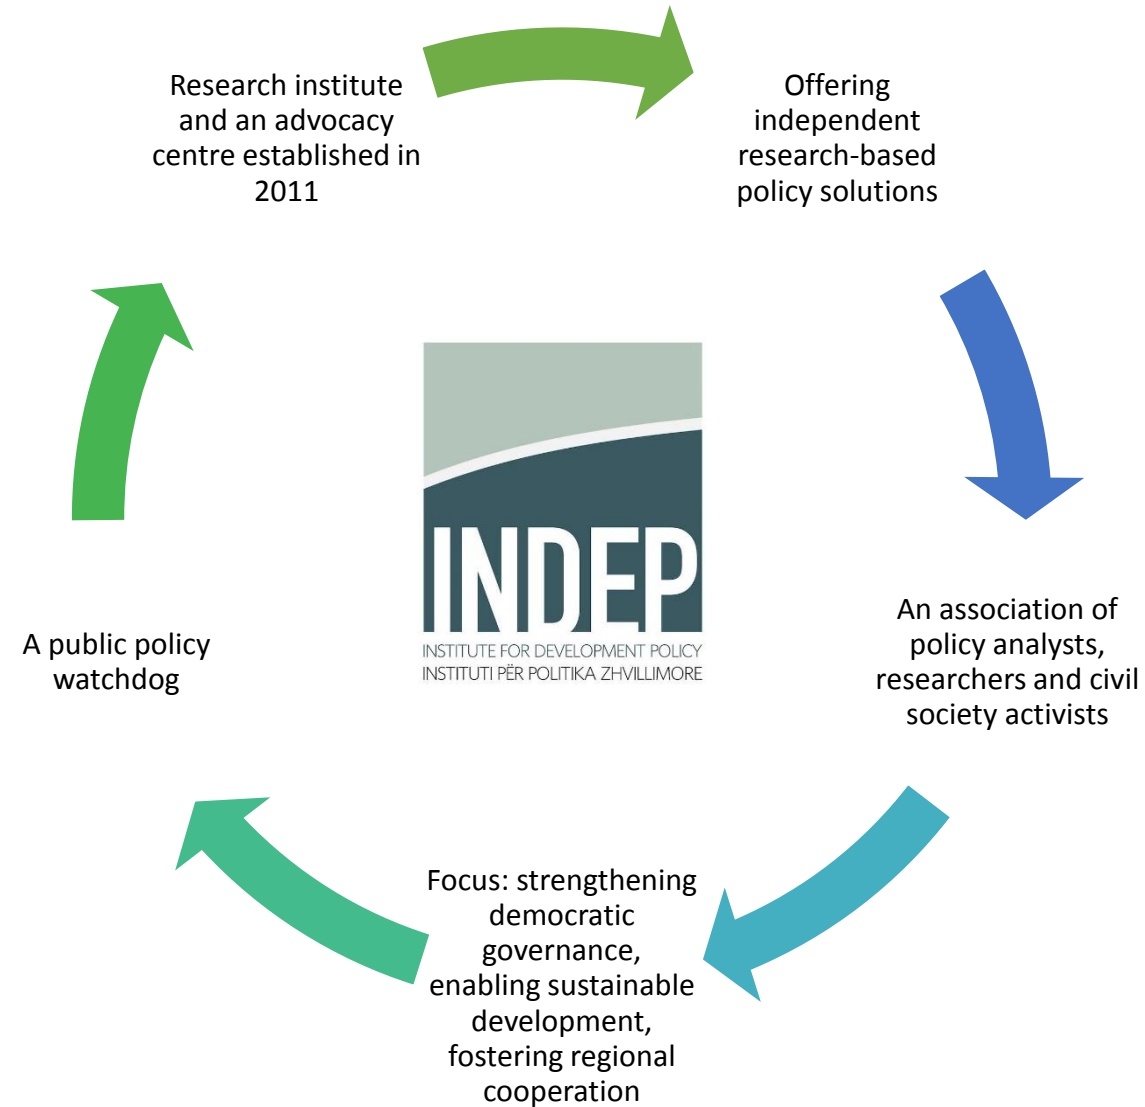 Research institute
and an advocacy
centre established in
2011
Offering
independent
research-based
policy solutions
An association of
policy analysts,
researchers and civil
society activists
Focus: strengthening
democratic
governance,
enabling sustainable
development,
fostering regional
cooperation
A public policy
watchdog
INDEP
INSTITUTE FOR DEVELOPMENT POLICY
INSTITUTI PËR POLITIKA ZHVILLIMORE